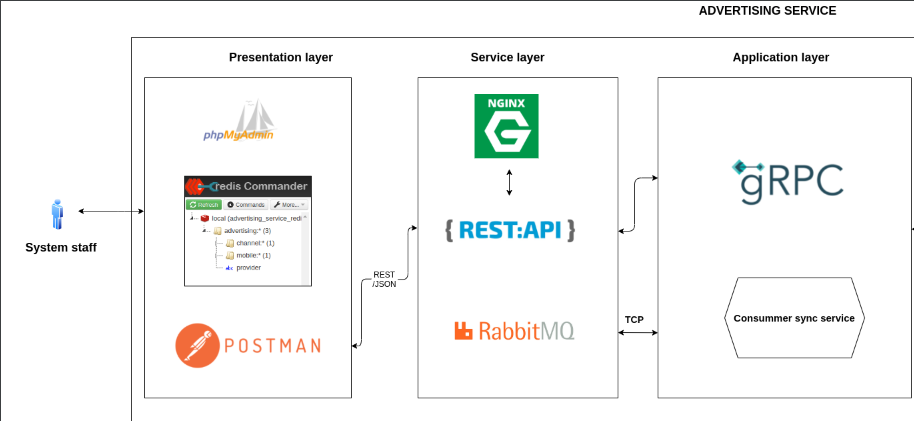 ADVERTISING SERVICE
Presentation layer
Service layer
Application layer
phpMyAdmin
NGINX
G
redis Commander
Refresh
Commands
More...
local (advertising_service_redi
advertising:* (3)
channel:* (1)
mobile:* (1)
abc provider
System staff
{ REST:API }
gRPC
REST
/JSON
POSTMAN
RabbitMQ
TCP
Consummer sync service